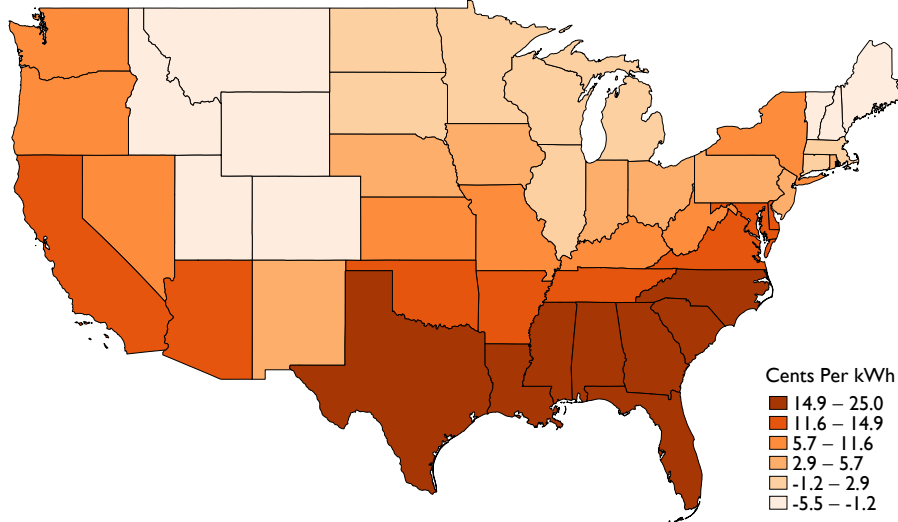 Cents Per kWh
14.9 – 25.0
11.6 – 14.9
5.7 – 11.6
2.9 – 5.7
-1.2 – 2.9
-5.5 – -1.2